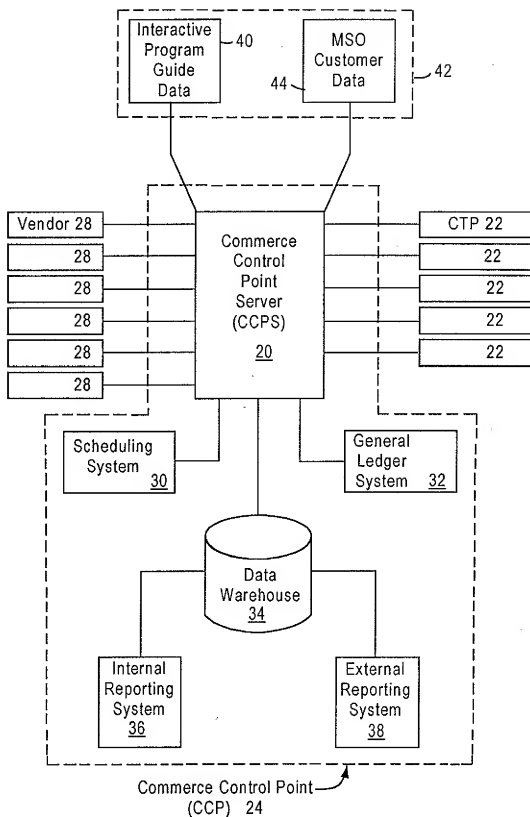 Interactive
Program
Guide
Data
40
MSO
Customer
Data
44
42
Vendor 28
28
28
28
28
28
Commerce
Control
Point
Server
(CCPS)
20
CTP 22
22
22
22
22
Scheduling
System
30
General
Ledger
System
32
Data
Warehouse
34
Internal
Reporting
System
36
External
Reporting
System
38
Commerce Control Point
(CCP) 24